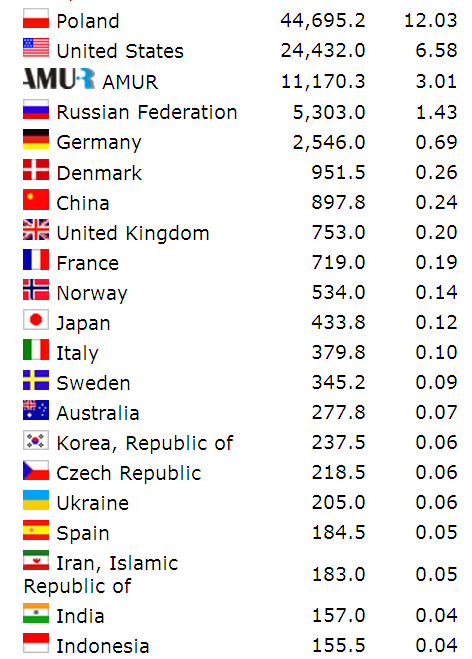 Poland 44,695.2 12.03
United States 24,432.0 6.58
AMUR AMUR 11,170.3 3.01
Russian Federation 5,303.0 1.43
Germany 2,546.0 0.69
Denmark 951.5 0.26
China 897.8 0.24
United Kingdom 753.0 0.20
France 719.0 0.19
Norway 534.0 0.14
Japan 433.8 0.12
Italy 379.8 0.10
Sweden 345.2 0.09
Australia 277.8 0.07
Korea, Republic of 237.5 0.06
Czech Republic 218.5 0.06
Ukraine 205.0 0.06
Spain 184.5 0.05
Iran, Islamic
Republic of 183.0 0.05
India 157.0 0.04
Indonesia 155.5 0.04